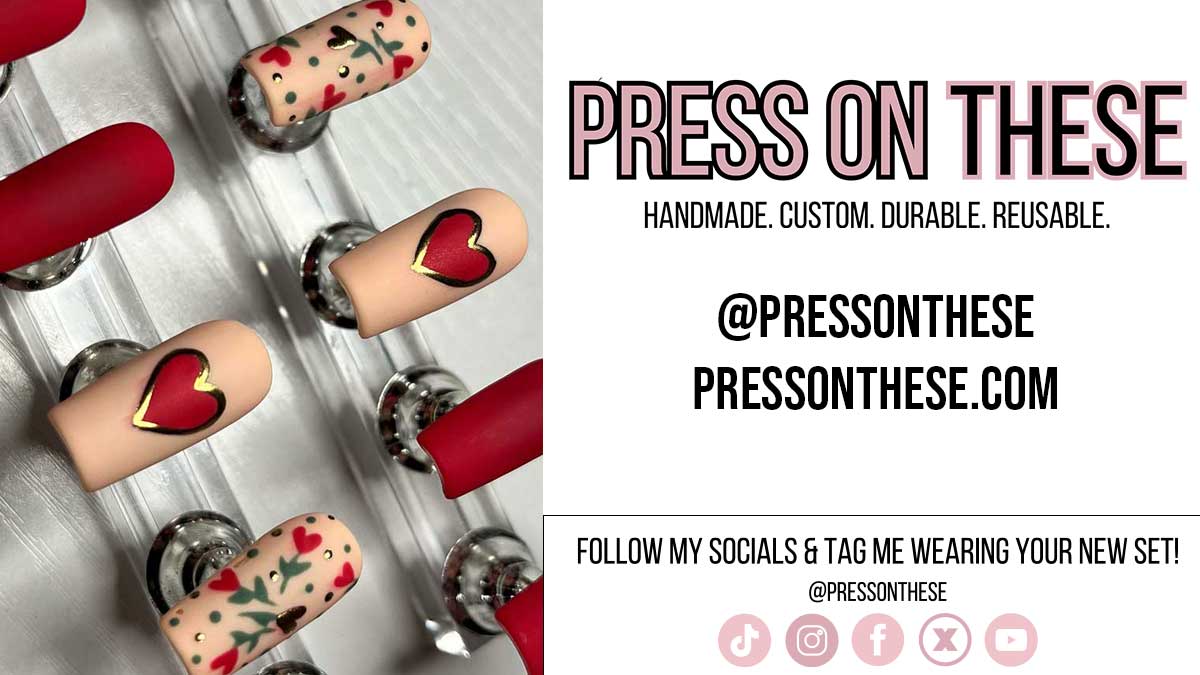 PRESS ON THESE
HANDMADE. CUSTOM. DURABLE. REUSABLE.
@PRESSONTHESE
PRESSONTHESE.COM
FOLLOW MY SOCIALS & TAG ME WEARING YOUR NEW SET!
@PRESSONTHESE